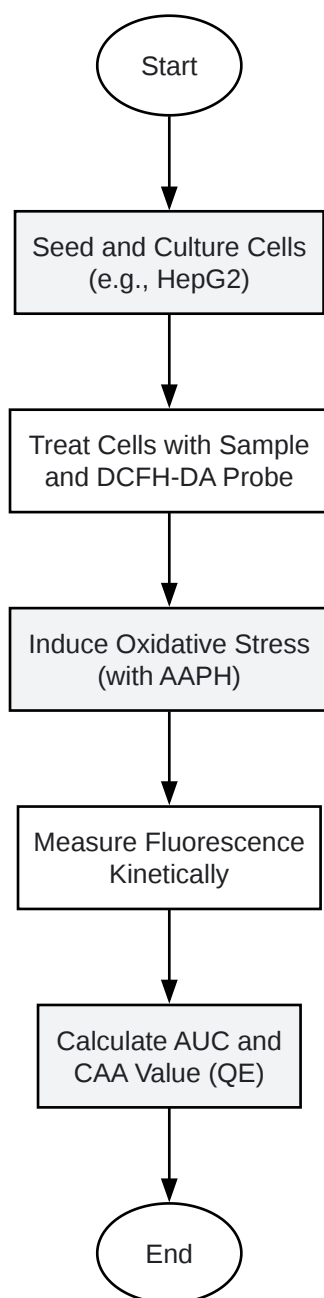 Start
Seed and Culture Cells
(e.g., HepG2)
Treat Cells with Sample
and DCFH-DA Probe
Induce Oxidative Stress
(with AAPH)
Measure Fluorescence
Kinetically
Calculate AUC and
CAA Value (QE)
End